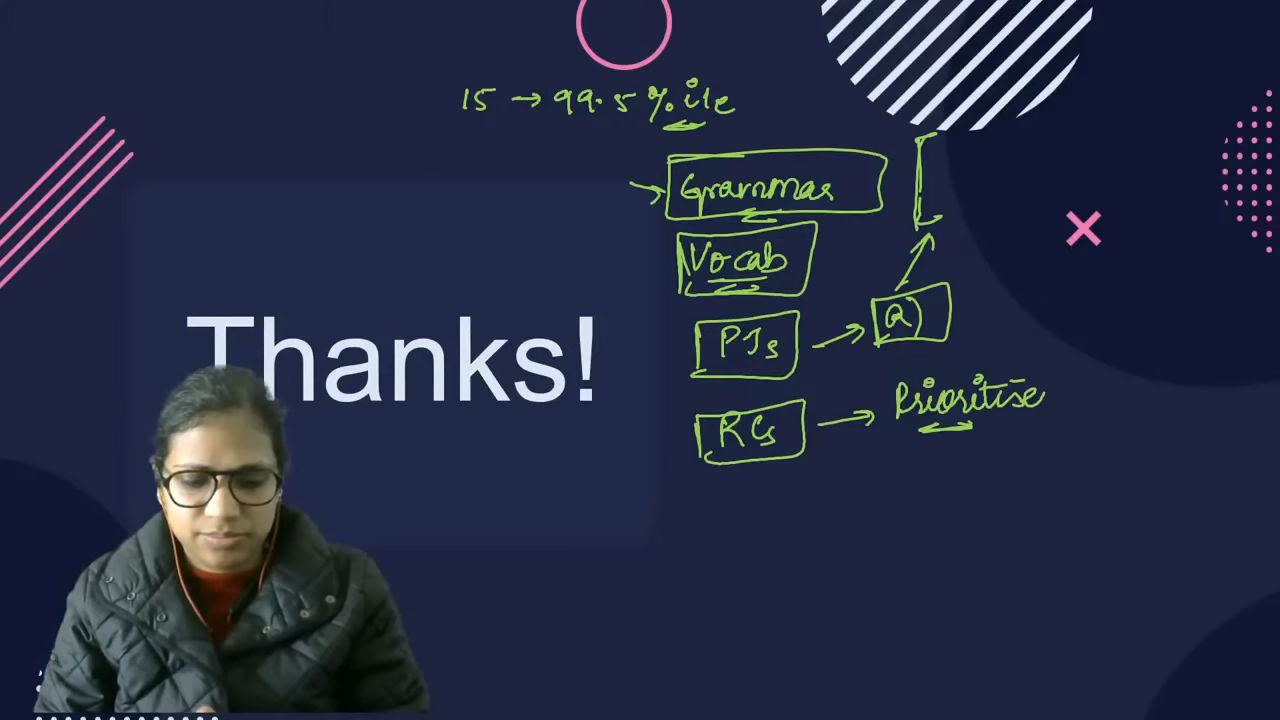 15 → 99.5 %ile
→ Grammar
Vocab
Thanks!
PJs → Q)
RCs → Prioritise